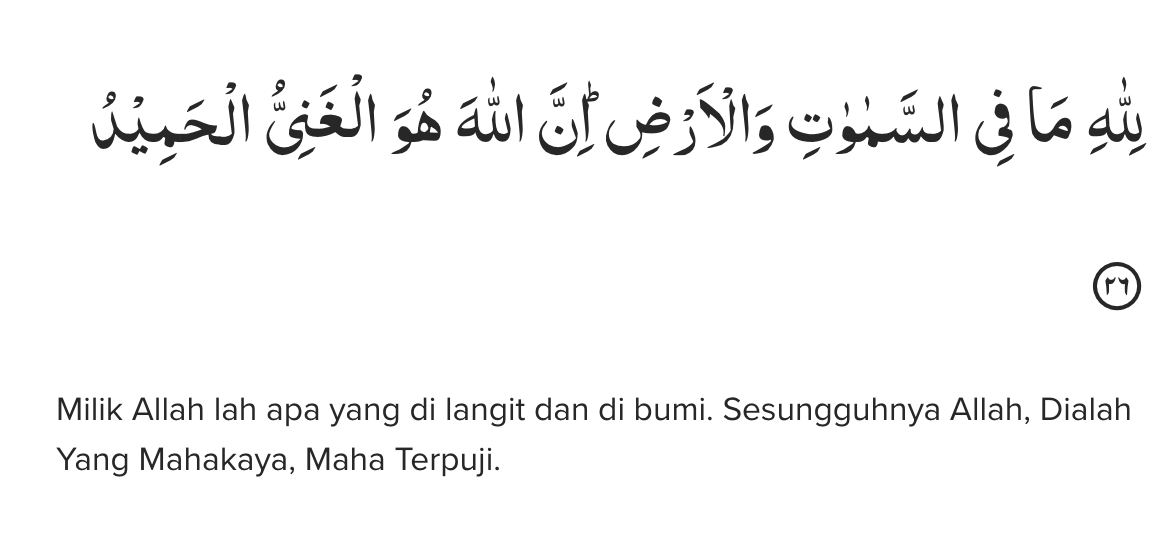 لِلّٰهِ مَا فِى السَّمٰوٰتِ وَالْاَرْضِ ۗاِنَّ اللّٰهَ هُوَ الْغَنِيُّ الْحَمِيْدُ
٢٦
Milik Allah lah apa yang di langit dan di bumi. Sesungguhnya Allah, Dialah
Yang Mahakaya, Maha Terpuji.